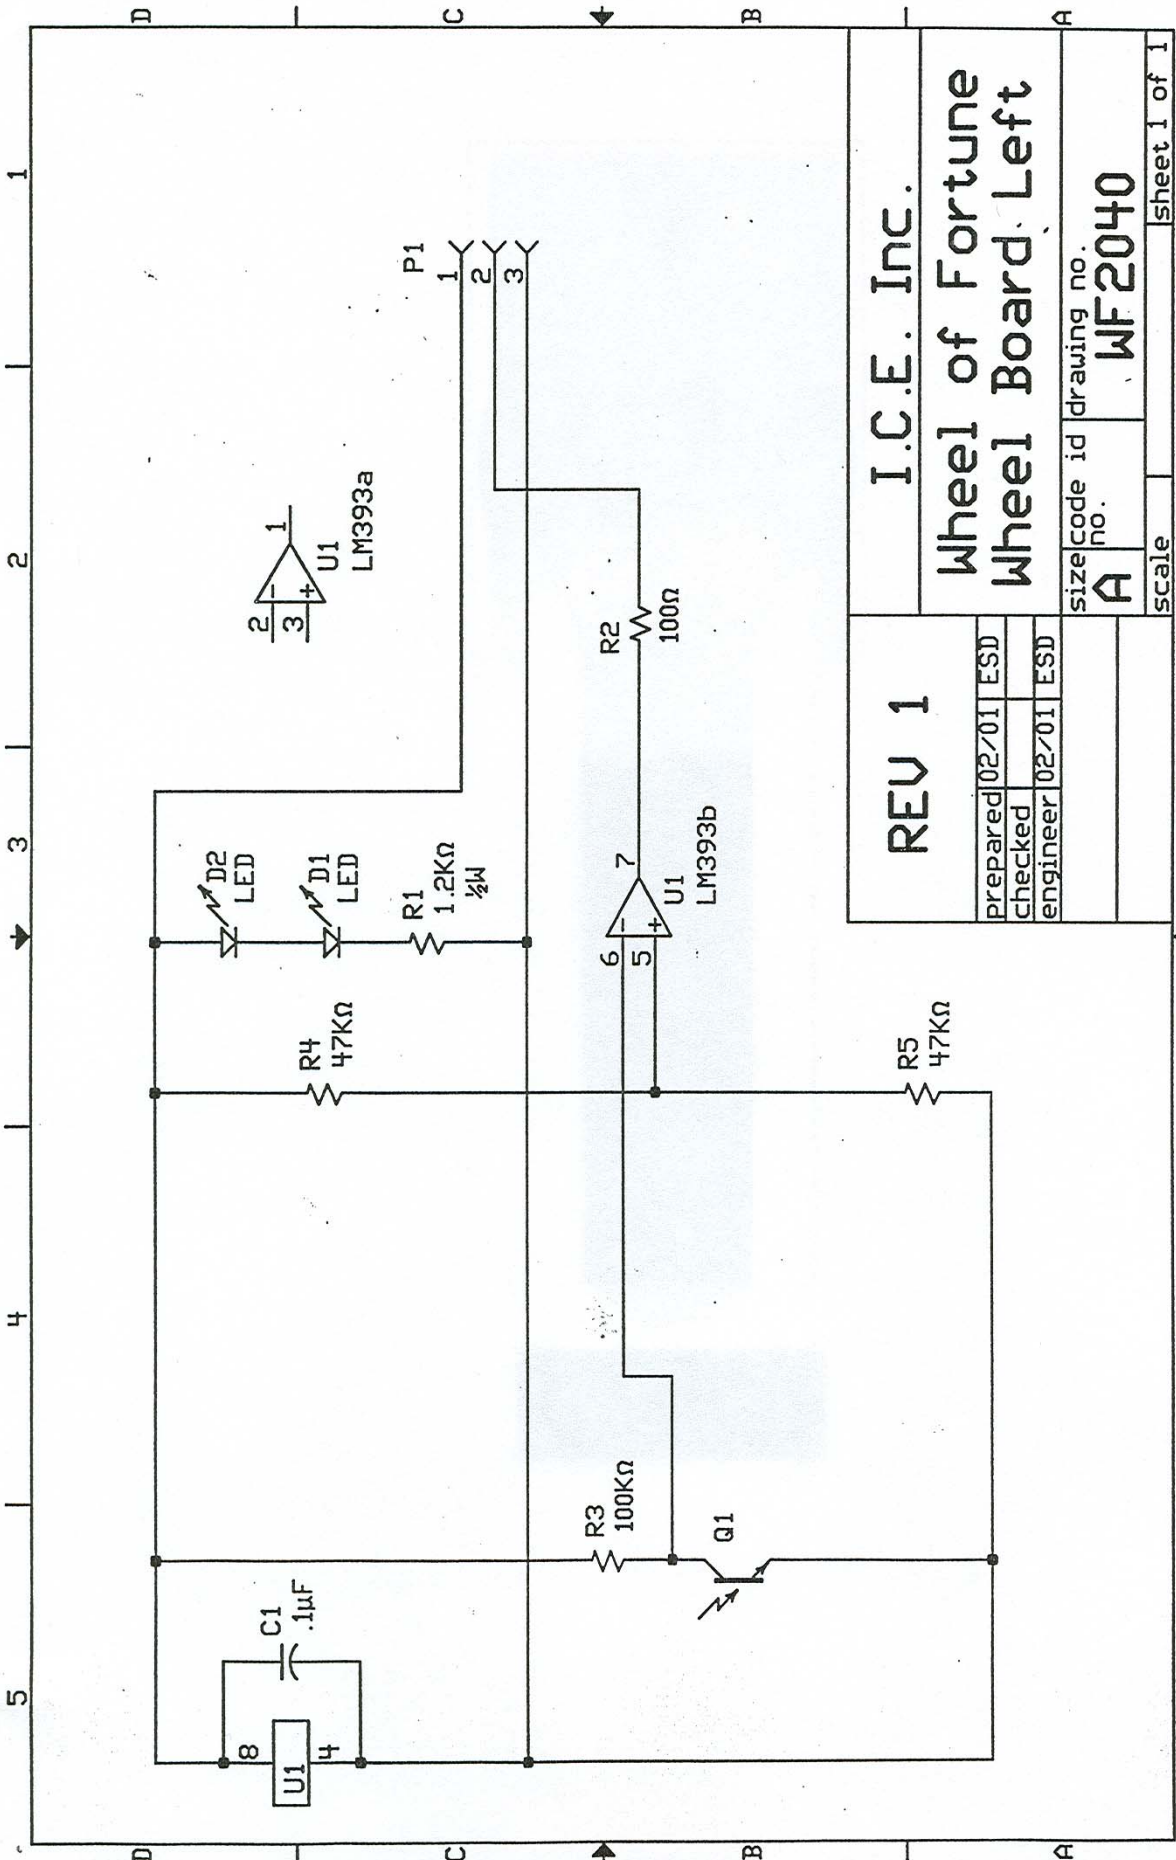 D
C
B
A
5
4
3
2
1
U1
8
4
C1
.1µF
R3
100KΩ
Q1
R4
47KΩ
R5
47KΩ
D2
LED
D1
LED
R1
1.2KΩ
½W
6
5
7
U1
LM393b
R2
100Ω
2
3
1
U1
LM393a
P1
1
2
3
D
C
B
A
REV 1
prepared 02/01 ESD
checked
engineer 02/01 ESD
I.C.E. Inc.
Wheel of Fortune
Wheel Board Left
size code id drawing no.
no.
A WF2040
scale sheet 1 of 1